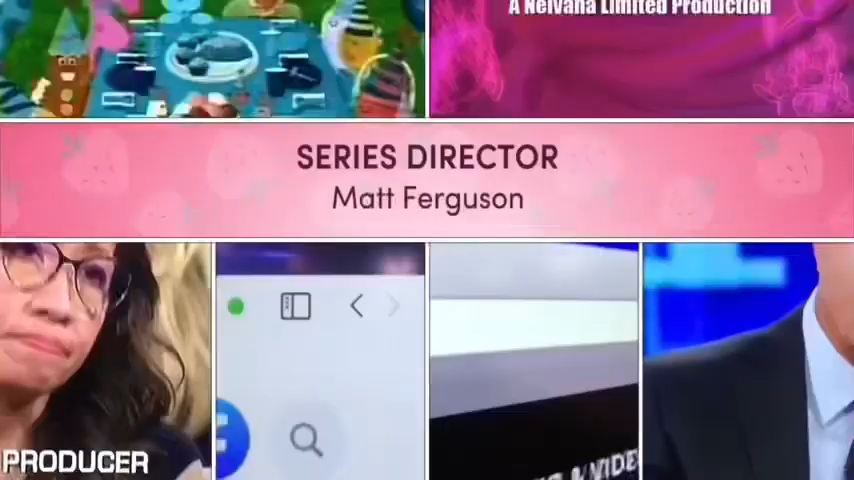 A Nelvana Limited Production
SERIES DIRECTOR
Matt Ferguson
PRODUCER